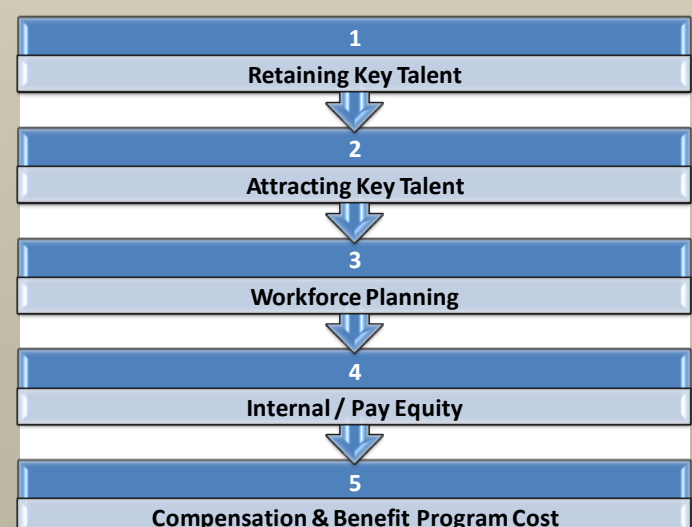 1
Retaining Key Talent
2
Attracting Key Talent
3
Workforce Planning
4
Internal / Pay Equity
5
Compensation & Benefit Program Cost